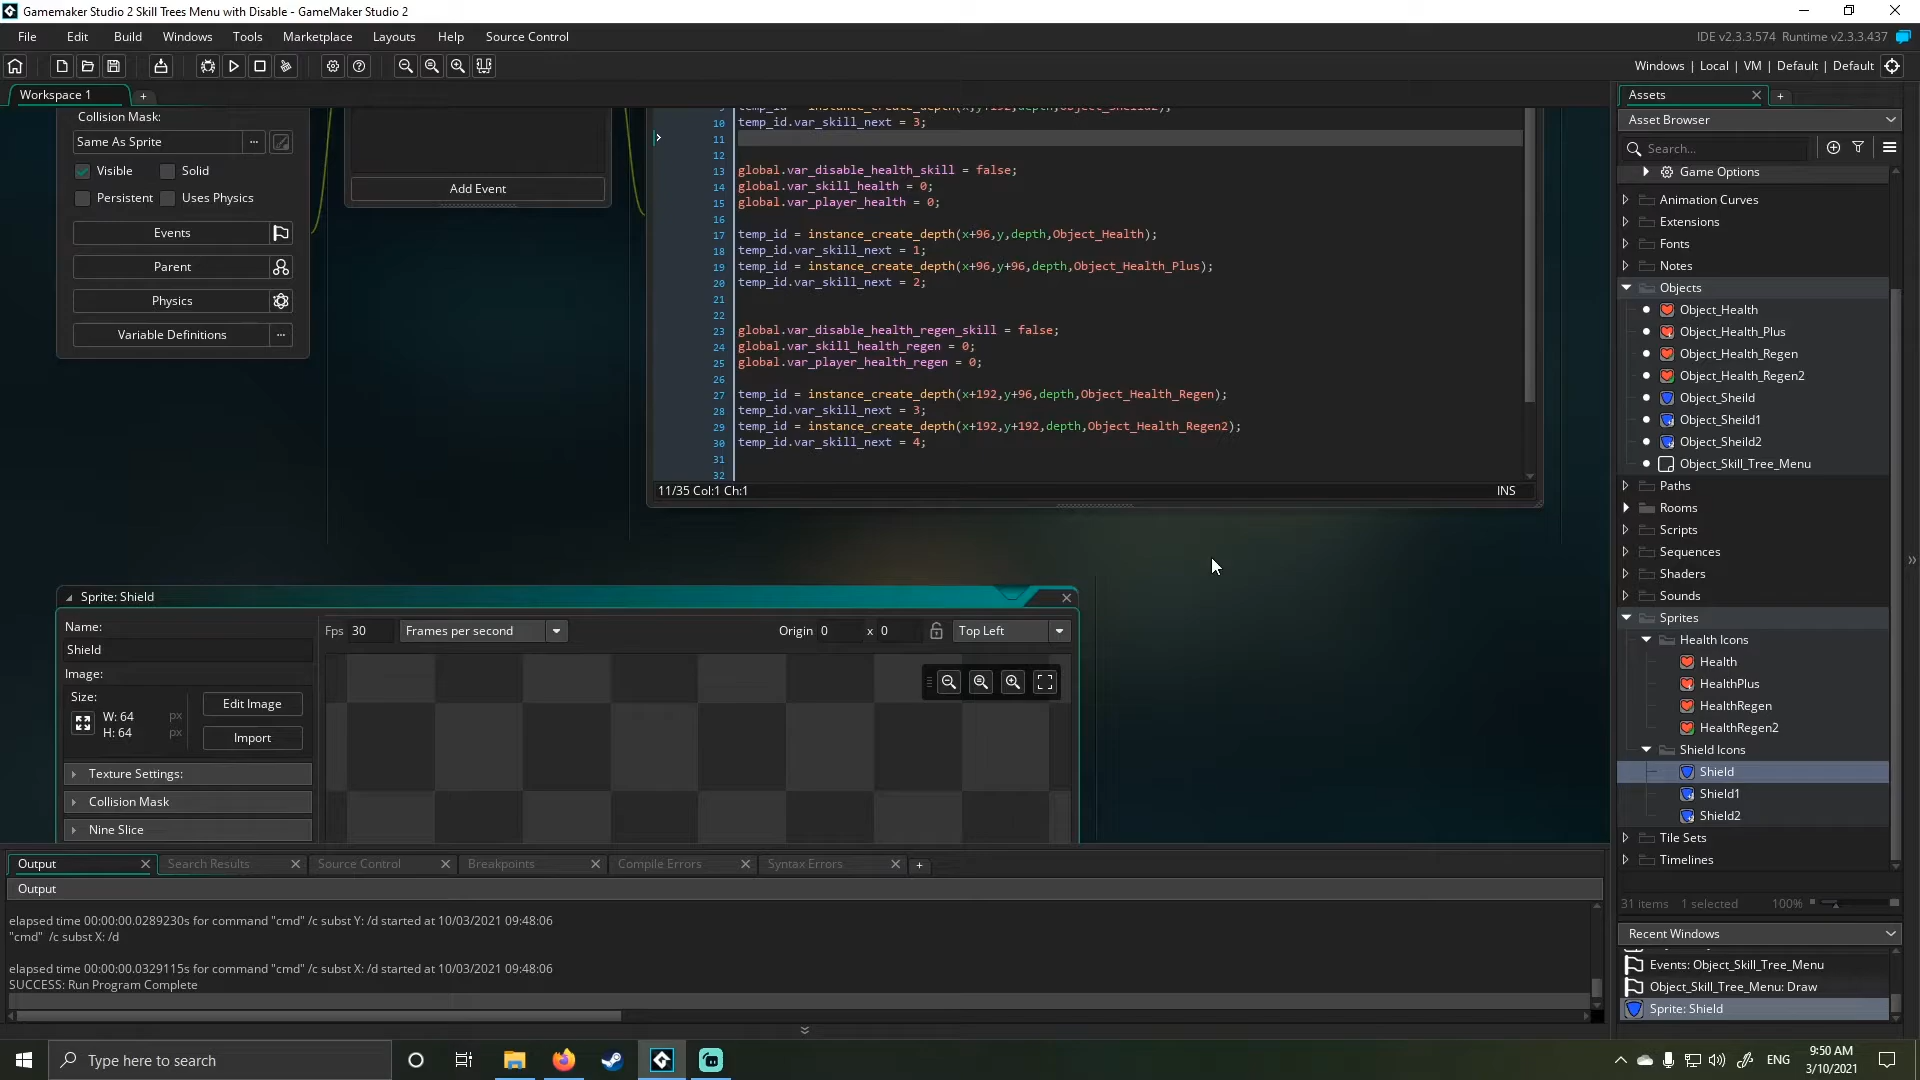 Gamemaker Studio 2 Skill Trees Menu with Disable - GameMaker Studio 2
File Edit Build Windows Tools Marketplace Layouts Help Source Control
IDE v2.3.3.574 Runtime v2.3.3.437
Windows | Local | VM | Default | Default
Workspace 1
+
Collision Mask:
Same As Sprite
...
Visible
Solid
Persistent
Uses Physics
Events
Parent
Physics
Variable Definitions
...
Add Event
temp_id = instance_create_depth(x,y+192,depth,Object_Sheild2);
10 temp_id.var_skill_next = 3;
11
12
13 global.var_disable_health_skill = false;
14 global.var_skill_health = 0;
15 global.var_player_health = 0;
16
17 temp_id = instance_create_depth(x+96,y,depth,Object_Health);
18 temp_id.var_skill_next = 1;
19 temp_id = instance_create_depth(x+96,y+96,depth,Object_Health_Plus);
20 temp_id.var_skill_next = 2;
21
22
23 global.var_disable_health_regen_skill = false;
24 global.var_skill_health_regen = 0;
25 global.var_player_health_regen = 0;
26
27 temp_id = instance_create_depth(x+192,y+96,depth,Object_Health_Regen);
28 temp_id.var_skill_next = 3;
29 temp_id = instance_create_depth(x+192,y+192,depth,Object_Health_Regen2);
30 temp_id.var_skill_next = 4;
31
32
11/35 Col:1 Ch:1
INS
Sprite: Shield
Name:
Shield
Image:
Size:
W: 64 px
H: 64 px
Edit Image
Import
Texture Settings:
Collision Mask
Nine Slice
Fps 30
Frames per second
Origin 0 x 0
Top Left
Output
Search Results
Source Control
Breakpoints
Compile Errors
Syntax Errors
+
Output
elapsed time 00:00:00.0289230s for command "cmd" /c subst Y: /d started at 10/03/2021 09:48:06
"cmd" /c subst X: /d
elapsed time 00:00:00.0329115s for command "cmd" /c subst X: /d started at 10/03/2021 09:48:06
SUCCESS: Run Program Complete
Assets
+
Asset Browser
Search...
Game Options
Animation Curves
Extensions
Fonts
Notes
Objects
Object_Health
Object_Health_Plus
Object_Health_Regen
Object_Health_Regen2
Object_Sheild
Object_Sheild1
Object_Sheild2
Object_Skill_Tree_Menu
Paths
Rooms
Scripts
Sequences
Shaders
Sounds
Sprites
Health Icons
Health
HealthPlus
HealthRegen
HealthRegen2
Shield Icons
Shield
Shield1
Shield2
Tile Sets
Timelines
31 items 1 selected 100%
Recent Windows
Events: Object_Skill_Tree_Menu
Object_Skill_Tree_Menu: Draw
Sprite: Shield
Type here to search
ENG
9:50 AM
3/10/2021